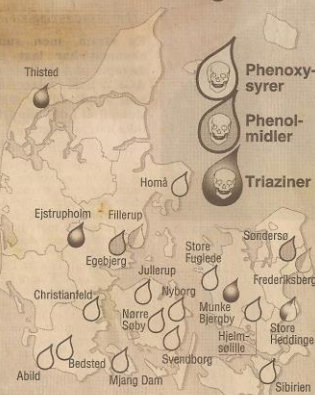 Phenoxy-
syrer
Phenol-
midler
Triaziner
Thisted
Homå
Ejstrupholm
Fillerup
Egebjerg
Store
Fuglede
Søndersø
Frederiksberg
Jullerup
Nyborg
Christianfeld
Nørre
Søby
Munke
Bjergby
Hjelm-
sølille
Store
Heddinge
Svendborg
Abild
Bedsted
Mjang Dam
Sibirien